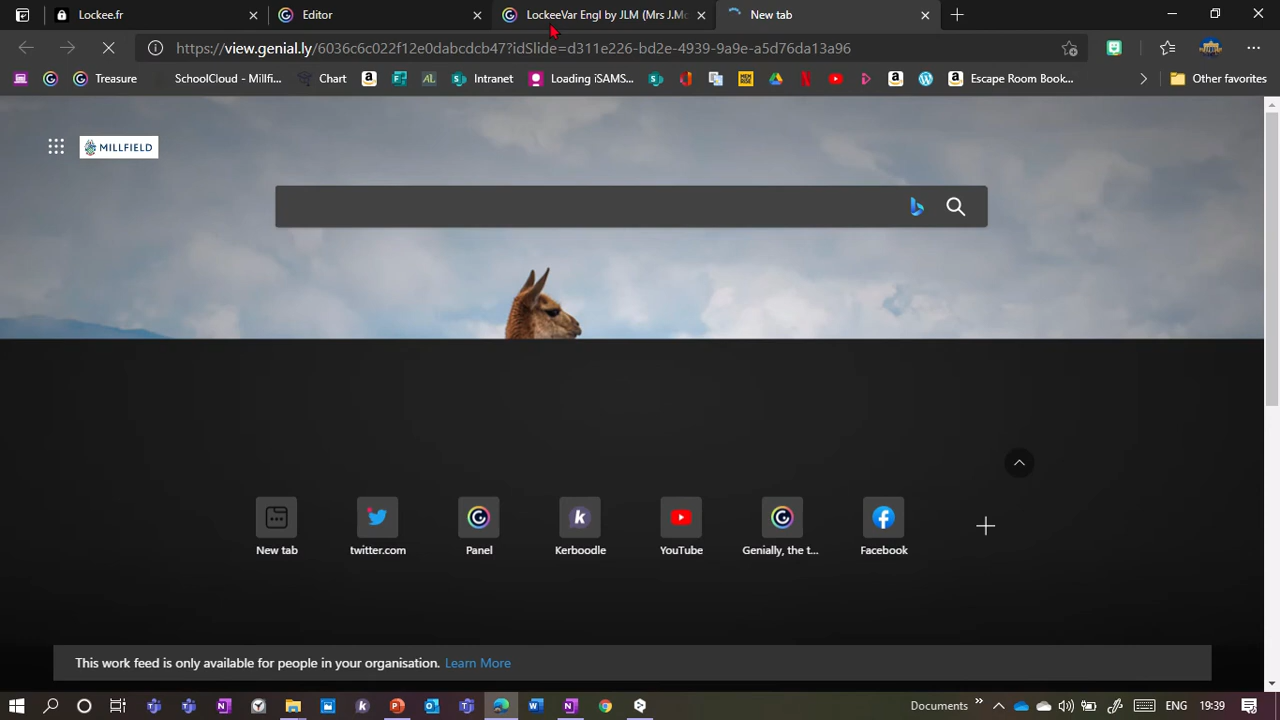 Lockee.fr
Editor
LockeeVar Engl by JLM (Mrs J.Mc
New tab
https://view.genial.ly/6036c6c022f12e0dabcdcb47?idSlide=d311e226-bd2e-4939-9a9e-a5d76da13a96
Treasure
SchoolCloud - Millfi...
Chart
AL
Intranet
Loading iSAMS...
Escape Room Book...
Other favorites
MILLFIELD
New tab
twitter.com
Panel
Kerboodle
YouTube
Genially, the t...
Facebook
This work feed is only available for people in your organisation. Learn More
Documents
ENG
19:39